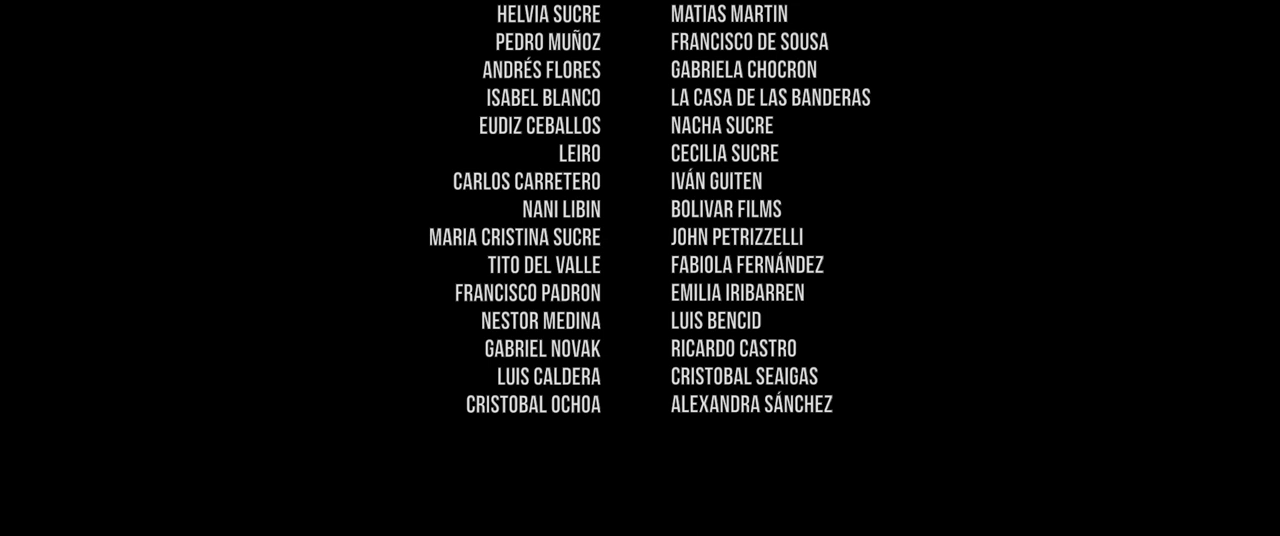 HELVIA SUCRE MATIAS MARTIN
PEDRO MUÑOZ FRANCISCO DE SOUSA
ANDRÉS FLORES GABRIELA CHOCRON
ISABEL BLANCO LA CASA DE LAS BANDERAS
EUDIZ CEBALLOS NACHA SUCRE
LEIRO CECILIA SUCRE
CARLOS CARRETERO IVÁN GUITEN
NANI LIBIN BOLIVAR FILMS
MARIA CRISTINA SUCRE JOHN PETRIZZELLI
TITO DEL VALLE FABIOLA FERNÁNDEZ
FRANCISCO PADRON EMILIA IRIBARREN
NESTOR MEDINA LUIS BENCID
GABRIEL NOVAK RICARDO CASTRO
LUIS CALDERA CRISTOBAL SEAIGAS
CRISTOBAL OCHOA ALEXANDRA SÁNCHEZ